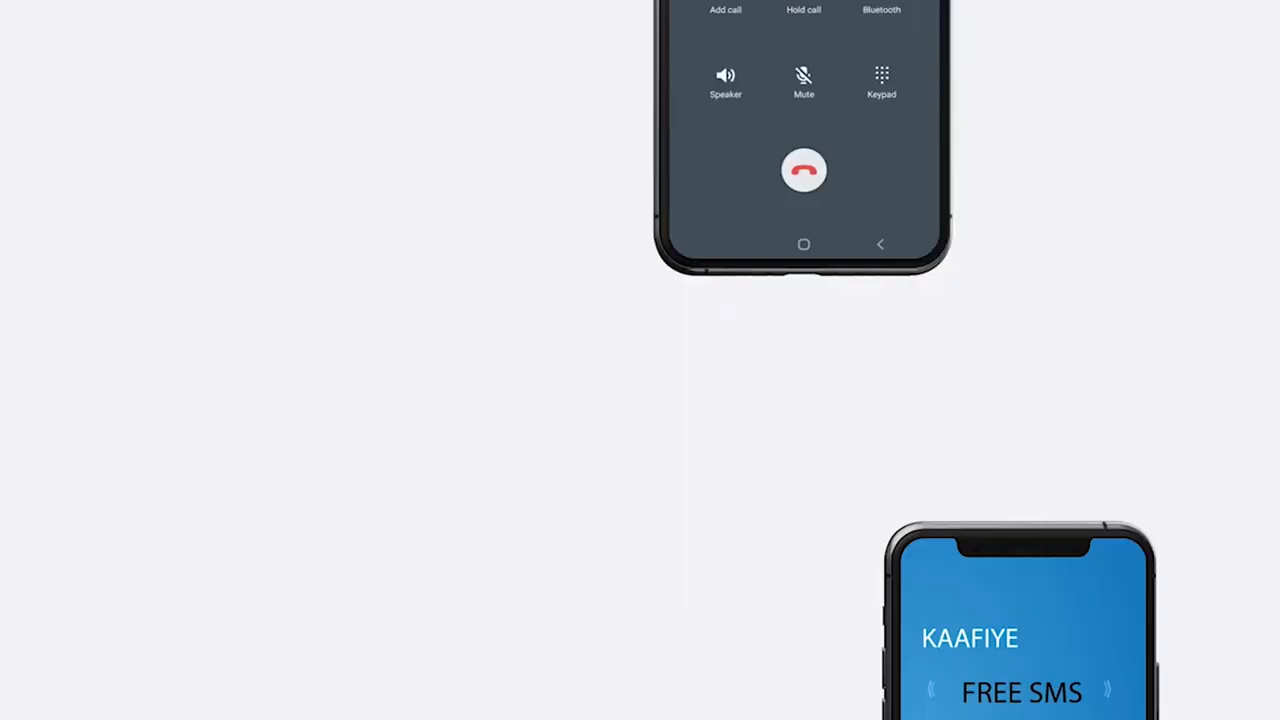 Add call Hold call Bluetooth
Speaker Mute Keypad
KAAFIYE
FREE SMS